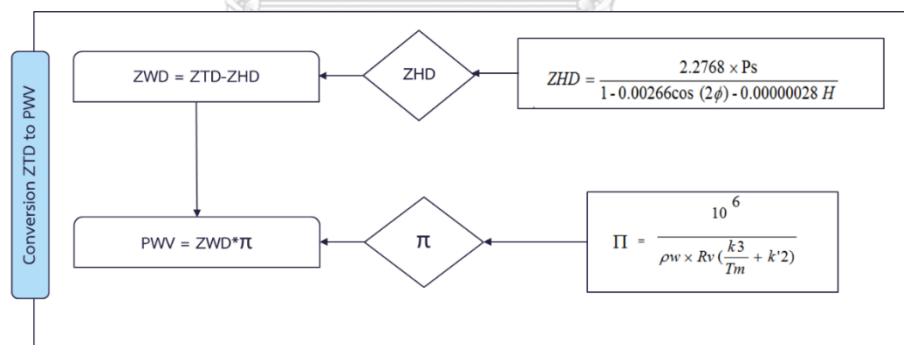 Conversion ZTD to PWV
ZWD = ZTD-ZHD
ZHD
ZHD = 2.2768 × Ps / 1 - 0.00266cos (2ϕ) - 0.00000028 H
PWV = ZWD*π
π
Π = 10^6 / ρw × Rv (k3/Tm + k'2)